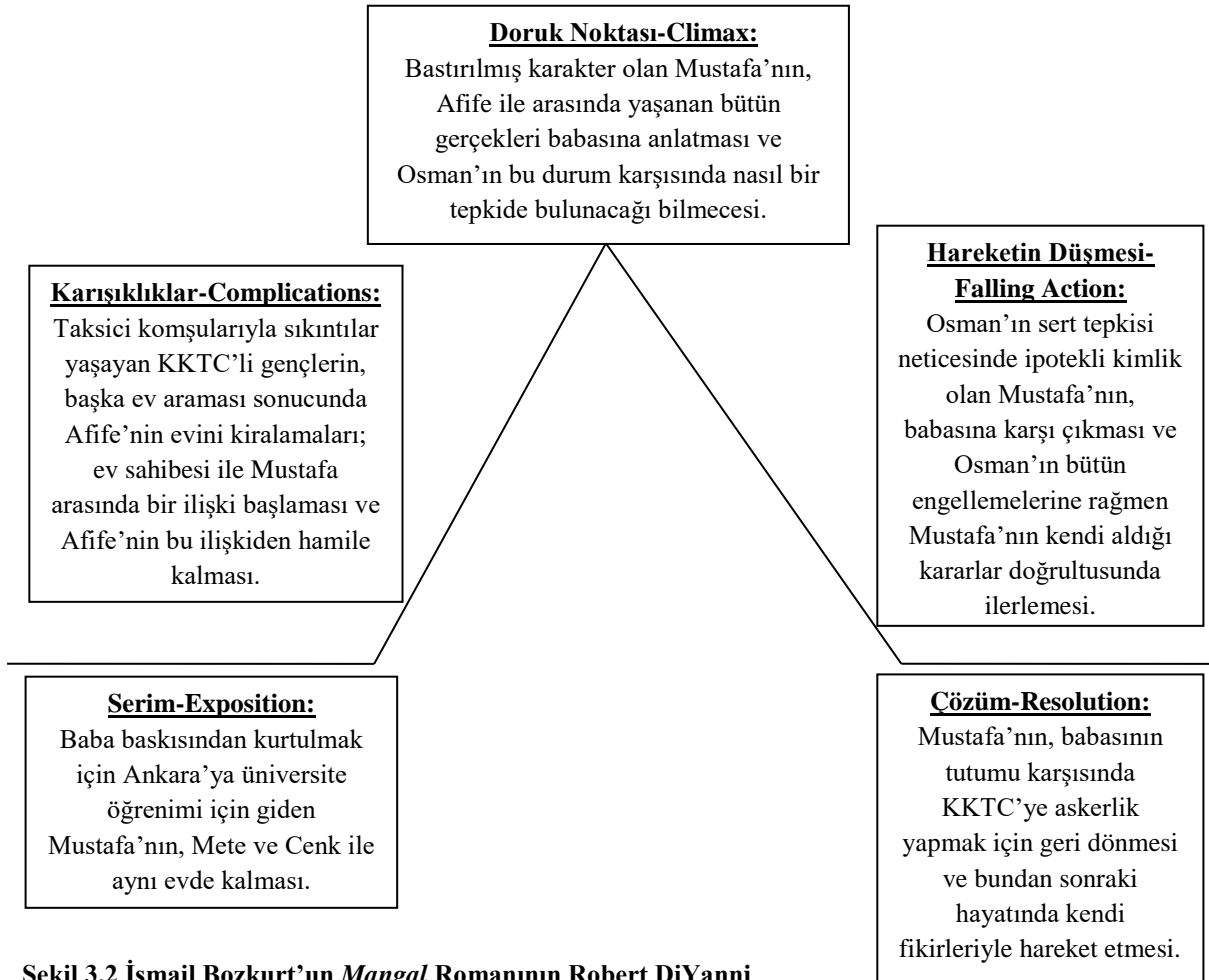 Doruk Noktası-Climax:
Bastırılmış karakter olan Mustafa’nın,
Afife ile arasında yaşanan bütün
gerçekleri babasına anlatması ve
Osman’ın bu durum karşısında nasıl bir
tepkide bulunacağı bilmecesi.
Karışıklıklar-Complications:
Taksici komşularıyla sıkıntılar
yaşayan KKTC’li gençlerin,
başka ev araması sonucunda
Afife’nin evini kiralamaları;
ev sahibesi ile Mustafa
arasında bir ilişki başlaması ve
Afife’nin bu ilişkiden hamile
kalması.
Hareketin Düşmesi-
Falling Action:
Osman’ın sert tepkisi
neticesinde ipotekli kimlik
olan Mustafa’nın,
babasına karşı çıkması ve
Osman’ın bütün
engellemelerine rağmen
Mustafa’nın kendi aldığı
kararlar doğrultusunda
ilerlemesi.
Serim-Exposition:
Baba baskısından kurtulmak
için Ankara’ya üniversite
öğrenimi için giden
Mustafa’nın, Mete ve Cenk ile
aynı evde kalması.
Çözüm-Resolution:
Mustafa’nın, babasının
tutumu karşısında
KKTC’ye askerlik
yapmak için geri dönmesi
ve bundan sonraki
hayatında kendi
fikirleriyle hareket etmesi.
Şekil 3.2 İsmail Bozkurt’un Mangal Romanının Robert DiYanni